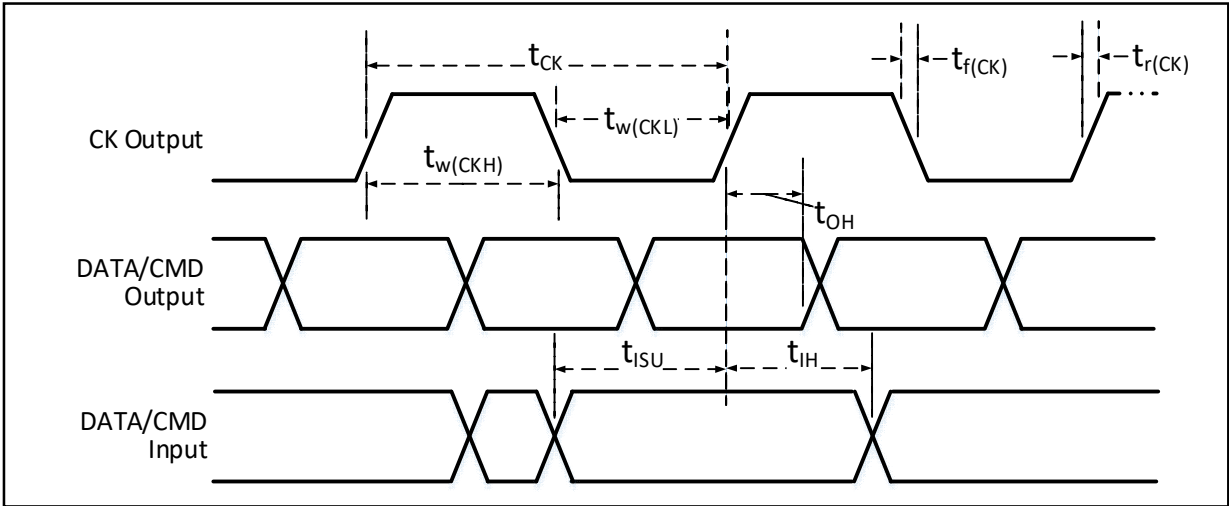 tCK
tf(CK)
tr(CK)
CK Output
tw(CKL)
tw(CKH)
tOH
DATA/CMD
Output
tISU
tIH
DATA/CMD
Input